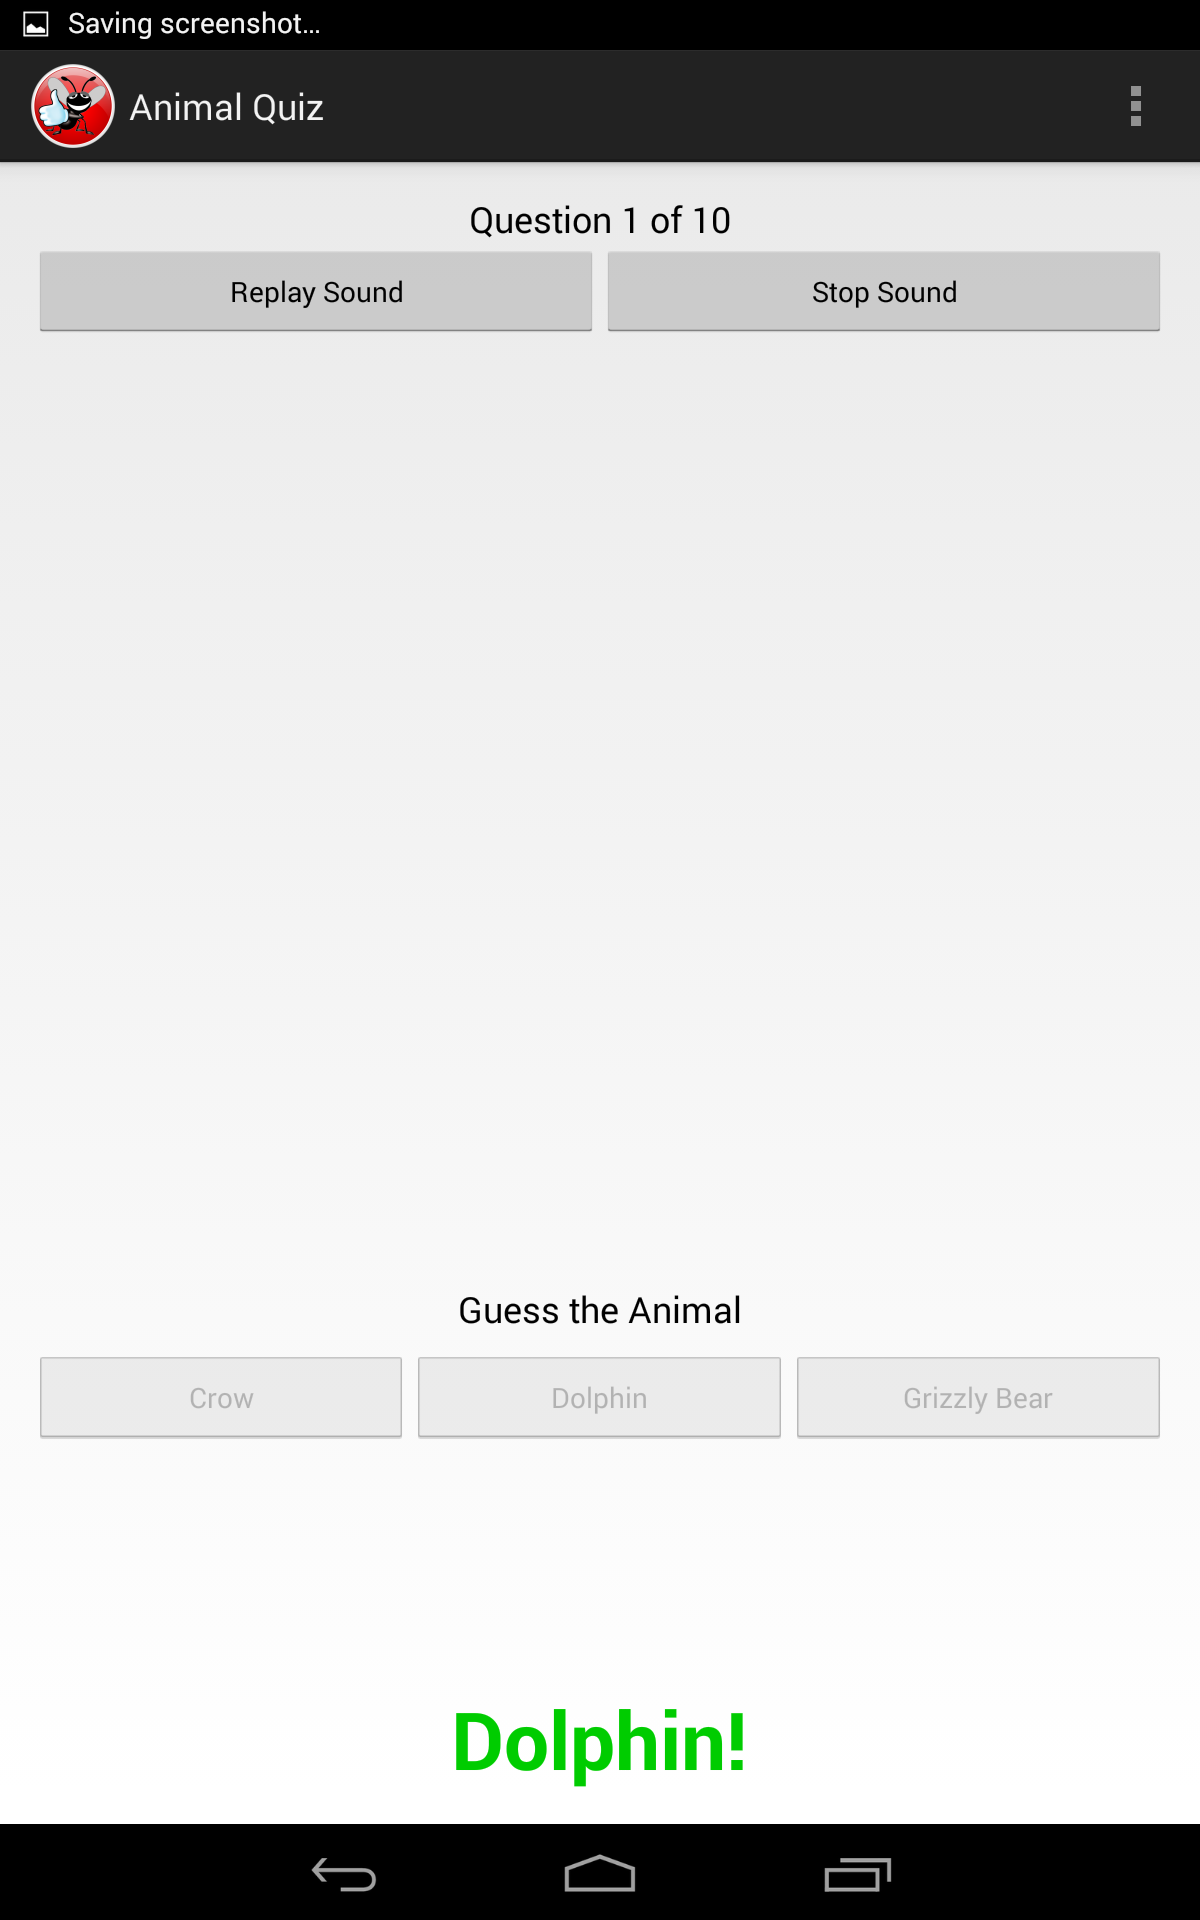 Saving screenshot...
Animal Quiz
Question 1 of 10
Replay Sound
Stop Sound
Guess the Animal
Crow
Dolphin
Grizzly Bear
Dolphin!